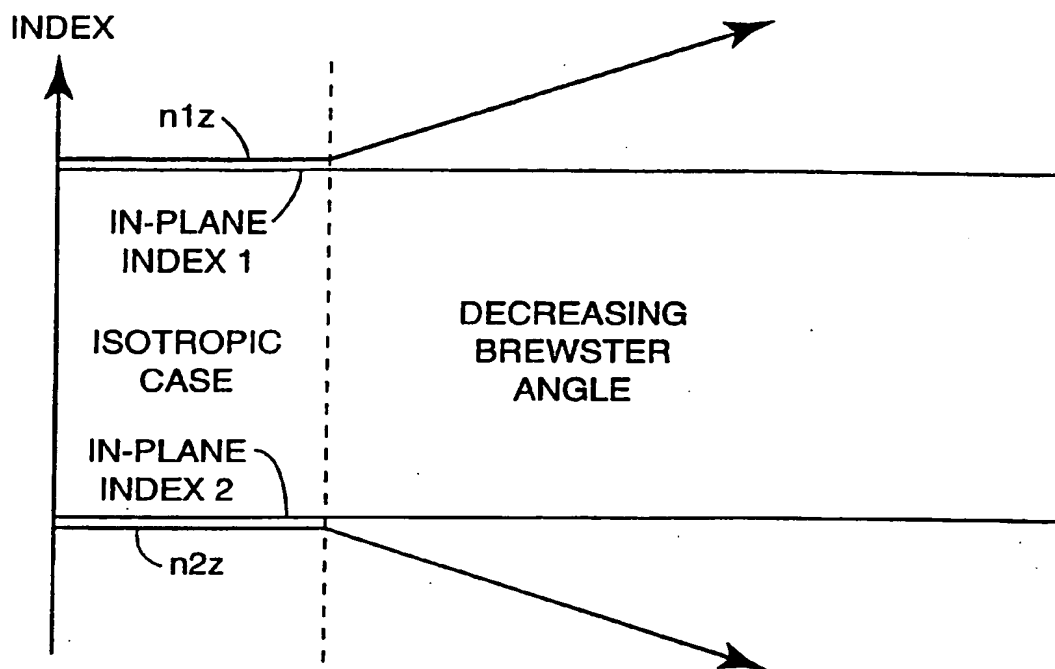 INDEX
n1z
IN-PLANE
INDEX 1
ISOTROPIC
CASE
DECREASING
BREWSTER
ANGLE
IN-PLANE
INDEX 2
n2z